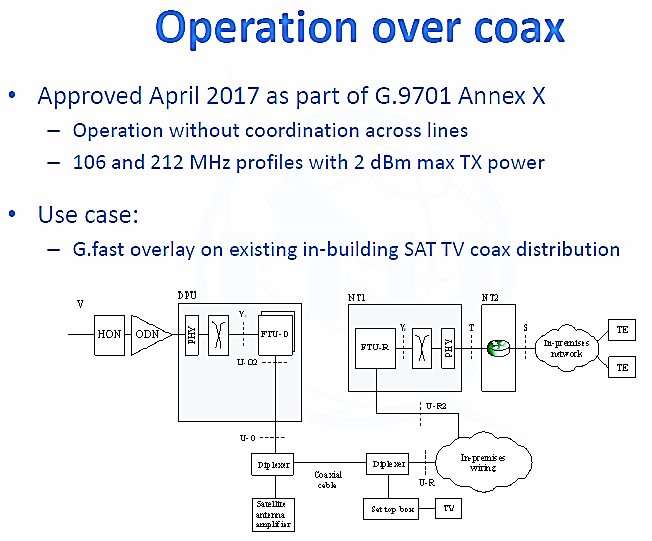 Operation over coax
• Approved April 2017 as part of G.9701 Annex X
– Operation without coordination across lines
– 106 and 212 MHz profiles with 2 dBm max TX power
• Use case:
– G.fast overlay on existing in-building SAT TV coax distribution
V
DPU
HON
ODN
PHY
Y
FTU-O
U-O2
U-O
NT1
FTU-R
Y
PHY
T
NT2
S
In-premises
network
TE
TE
U-R2
Diplexer
Coaxial
cable
Diplexer
U-R
In-premises
wiring
Satellite
antenna
amplifier
Set top box
TV